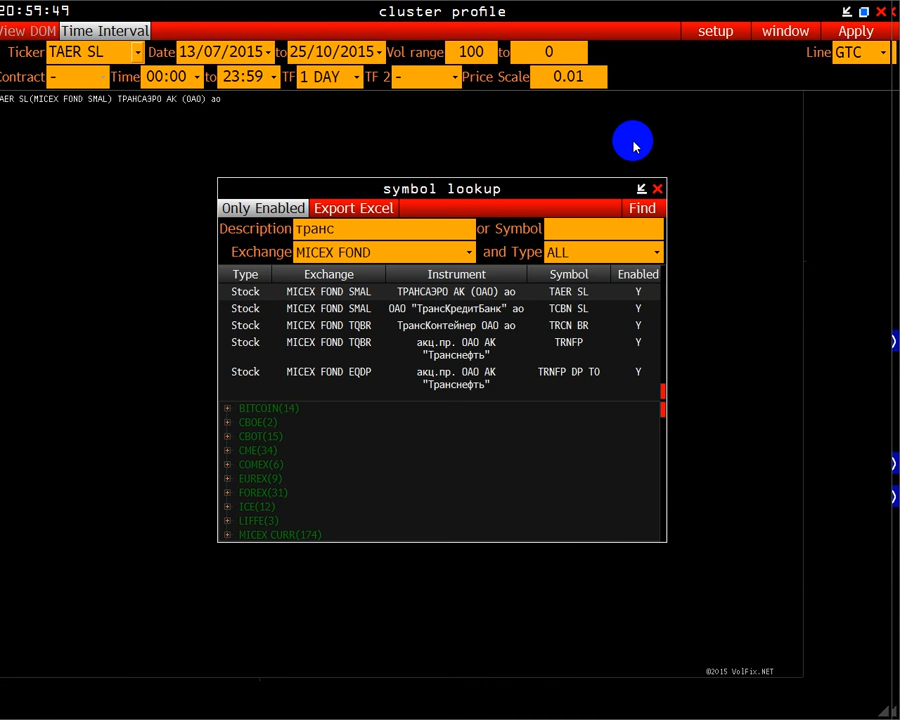 20:59:49 cluster profile
View DOM Time Interval setup window Apply
Ticker TAER SL Date 13/07/2015 to 25/10/2015 Vol range 100 to 0 Line GTC
Contract - Time 00:00 to 23:59 TF 1 DAY TF 2 - Price Scale 0.01
AER SL(MICEX FOND SMAL) ТРАНСАЭРО АК (ОАО) ао
symbol lookup
Only Enabled Export Excel Find
Description транс or Symbol
Exchange MICEX FOND and Type ALL
Type Exchange Instrument Symbol Enabled
Stock MICEX FOND SMAL ТРАНСАЭРО АК (ОАО) ао TAER SL Y
Stock MICEX FOND SMAL ОАО "ТрансКредитБанк" ао TCBN SL Y
Stock MICEX FOND TQBR ТрансКонтейнер ОАО ао TRCN BR Y
Stock MICEX FOND TQBR акц.пр. ОАО АК TRNFP Y
"Транснефть"
Stock MICEX FOND EQDP акц.пр. ОАО АК TRNFP DP TO Y
"Транснефть"
BITCOIN(14)
CBOE(2)
CBOT(15)
CME(34)
COMEX(6)
EUREX(9)
FOREX(31)
ICE(12)
LIFFE(3)
MICEX CURR(174)
©2015 VolFix.NET